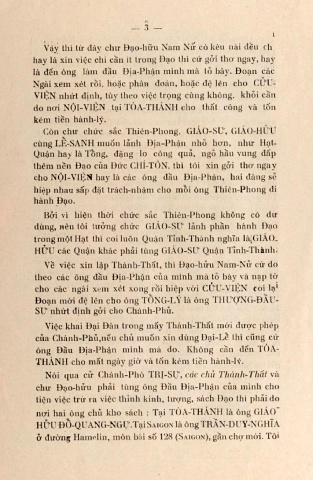 — 3 —
1
Vậy thì từ đây chư Đạo-hữu Nam Nữ có kêu nài đều chi
hay là xin việc chi cần ít trong Đạo thì cứ gởi thơ ngay, hay
là đến ông làm đầu Địa-Phận mình mà tỏ bày. Đoạn các
Ngài xem xét rồi, hoặc phân đoán, hoặc đệ lên cho CỬU-
VIỆN nhứt định, tùy theo việc trọng cùng không, khỏi cần
do nơi NỘI-VIỆN tại TÒA-THÁNH cho thất công và tốn
kém tiền hành-lý.
Còn chư chức sắc Thiên-Phong, GIÁO-SƯ, GIÁO-HỮU
cùng LỄ-SANH muốn lãnh Địa-Phận nhỏ hơn, như Hạt-
Quận hay là Tổng, đặng lo công quả, ngõ hầu vung đắp
thêm nền Đạo của Đức CHÍ-TÔN, thì tôi xin gởi thơ ngay
cho NỘI-VIỆN hay là các ông đầu Địa-Phận, hai đàng sẽ
hiệp nhau sắp đặt trách-nhậm cho mỗi ông Thiên-Phong đi
hành Đạo.
Bởi vì hiện thời chức sắc Thiên-Phong không có dư
dùng, nên tôi tưởng chức GIÁO-SƯ lãnh phần hành Đạo
trong một Hạt thì coi luôn Quận Tỉnh-Thành nghĩa là GIÁO-
HỮU các Quận khác phải tùng GIÁO-SƯ Quận Tỉnh-Thành.
Về việc xin lập Thánh-Thất, thì Đạo-hữu Nam-Nữ cứ do
theo các ông đầu Địa-Phận của mình mà tỏ bày và nạp tờ
cho các ngài xem xét xong rồi hiệp với CỬU-VIỆN coi lại
Đoạn mới đệ lên cho ông TỔNG-LÝ là ông THƯỢNG-ĐẦU-
SƯ nhứt định gởi cho Chánh-Phủ.
Việc khai Đại Đàn trong mấy Thánh-Thất mới được phép
của Chánh-Phủ, nếu chủ muốn xin dùng Đại-Lễ thì cũng cứ
ông Đầu Địa-Phận mình mà do. Không cần đến TÒA-
THÁNH cho mất ngày giờ và tốn kém tiền hành-lý.
Nói qua cử Chánh-Phó TRỊ-SỰ, các chủ Thánh-Thất và
chư Đạo-hữu phải tùng ông Đầu Địa-Phận của mình cho
tiện việc trừ ra việc thỉnh kinh, tượng, sách Đạo thì phải do
nơi hai ông chủ kho sách : Tại TÒA-THÁNH là ông GIÁO
HỮU ĐỖ-QUANG-NGỰ. Tại SAIGON là ông TRẦN-DUY-NGHĨA
ở đường Hamelin, môn bài số 128 (SAIGON), gần chợ mới. Tôi